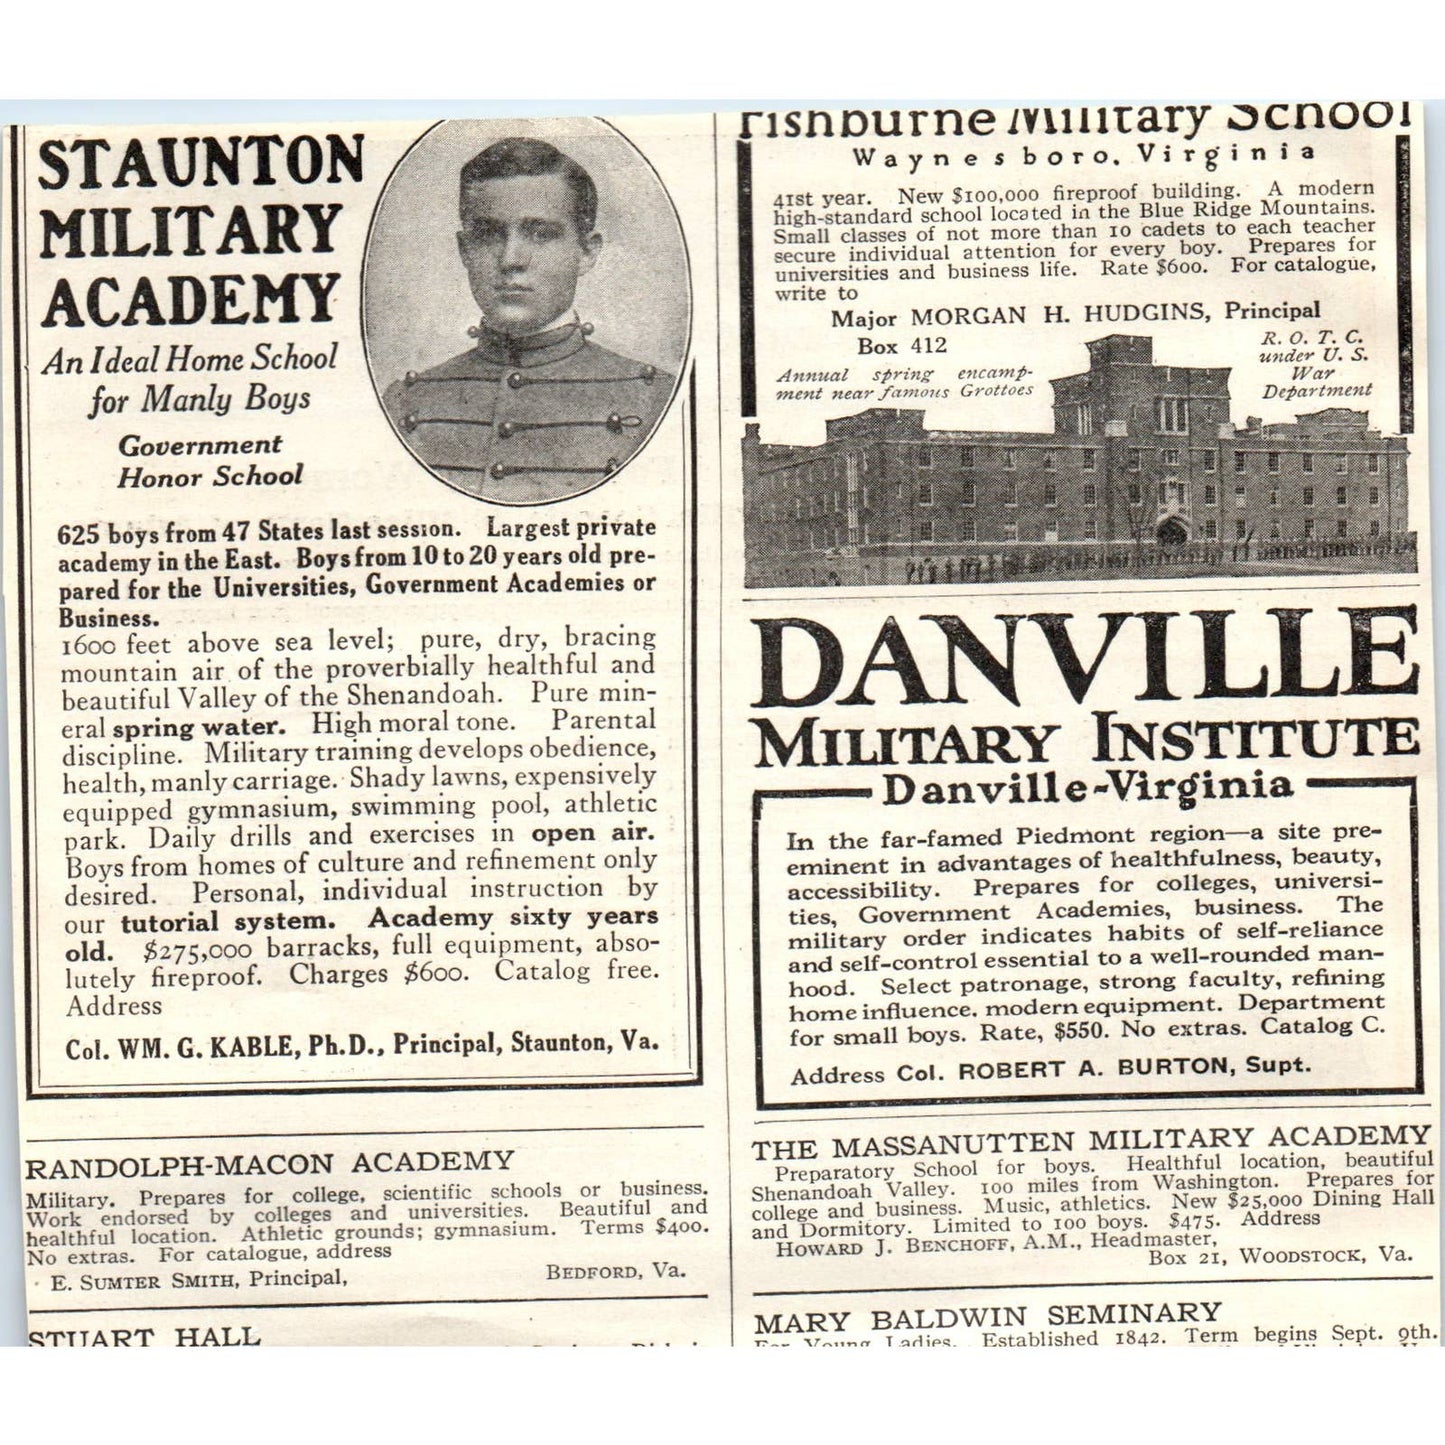 STAUNTON
MILITARY
ACADEMY
An Ideal Home School
for Manly Boys
Government
Honor School
625 boys from 47 States last session. Largest private
academy in the East. Boys from 10 to 20 years old pre-
pared for the Universities, Government Academies or
Business.
1600 feet above sea level; pure, dry, bracing
mountain air of the proverbially healthful and
beautiful Valley of the Shenandoah. Pure min-
eral spring water. High moral tone. Parental
discipline. Military training develops obedience,
health, manly carriage. Shady lawns, expensively
equipped gymnasium, swimming pool, athletic
park. Daily drills and exercises in open air.
Boys from homes of culture and refinement only
desired. Personal, individual instruction by
our tutorial system. Academy sixty years
old. $275,000 barracks, full equipment, abso-
lutely fireproof. Charges $600. Catalog free.
Address
Col. WM. G. KABLE, Ph.D., Principal, Staunton, Va.
RANDOLPH-MACON ACADEMY
Military. Prepares for college, scientific schools or business.
Work endorsed by colleges and universities. Beautiful and
healthful location. Athletic grounds; gymnasium. Terms $400.
No extras. For catalogue, address
E. SUMTER SMITH, Principal, BEDFORD, Va.
STUART HALL
Fishburne Military School
Waynesboro, Virginia
41st year. New $100,000 fireproof building. A modern
high-standard school located in the Blue Ridge Mountains.
Small classes of not more than 10 cadets to each teacher
secure individual attention for every boy. Prepares for
universities and business life. Rate $600. For catalogue,
write to
Major MORGAN H. HUDGINS, Principal
Box 412
Annual spring encamp-
ment near famous Grottoes
R. O. T. C.
under U. S.
War
Department
DANVILLE
MILITARY INSTITUTE
Danville-Virginia
In the far-famed Piedmont region—a site pre-
eminent in advantages of healthfulness, beauty,
accessibility. Prepares for colleges, universi-
ties, Government Academies, business. The
military order indicates habits of self-reliance
and self-control essential to a well-rounded man-
hood. Select patronage, strong faculty, refining
home influence, modern equipment. Department
for small boys. Rate, $550. No extras. Catalog C.
Address Col. ROBERT A. BURTON, Supt.
THE MASSANUTTEN MILITARY ACADEMY
Preparatory School for boys. Healthful location, beautiful
Shenandoah Valley. 100 miles from Washington. Prepares for
college and business. Music, athletics. New $25,000 Dining Hall
and Dormitory. Limited to 100 boys. $475. Address
HOWARD J. BENCHOFF, A.M., Headmaster,
Box 21, WOODSTOCK, Va.
MARY BALDWIN SEMINARY
For Young Ladies. Established 1842. Term begins Sept. 9th.